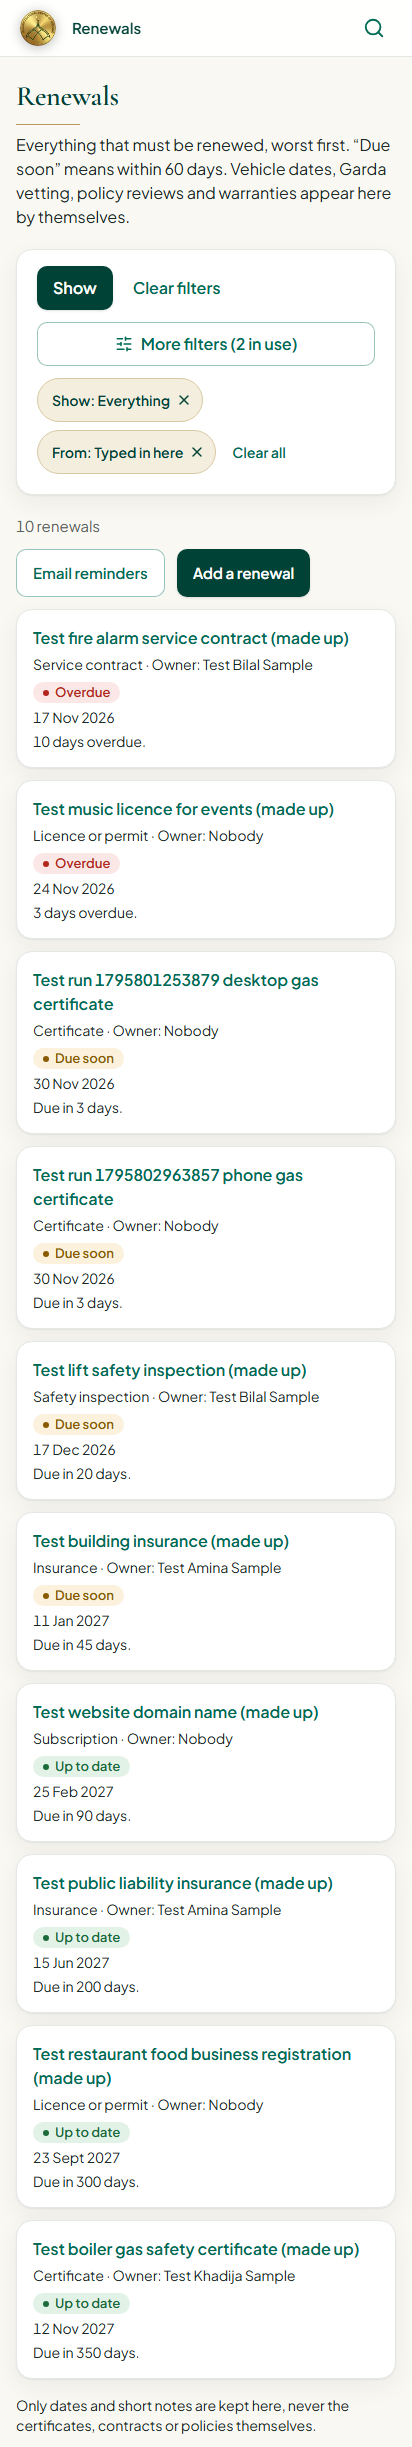 Renewals
Renewals
Everything that must be renewed, worst first. “Due
soon” means within 60 days. Vehicle dates, Garda
vetting, policy reviews and warranties appear here
by themselves.
Show
Clear filters
More filters (2 in use)
Show: Everything ×
From: Typed in here ×
Clear all
10 renewals
Email reminders
Add a renewal
Test fire alarm service contract (made up)
Service contract · Owner: Test Bilal Sample
Overdue
17 Nov 2026
10 days overdue.
Test music licence for events (made up)
Licence or permit · Owner: Nobody
Overdue
24 Nov 2026
3 days overdue.
Test run 1795801253879 desktop gas
certificate
Certificate · Owner: Nobody
Due soon
30 Nov 2026
Due in 3 days.
Test run 1795802963857 phone gas
certificate
Certificate · Owner: Nobody
Due soon
30 Nov 2026
Due in 3 days.
Test lift safety inspection (made up)
Safety inspection · Owner: Test Bilal Sample
Due soon
17 Dec 2026
Due in 20 days.
Test building insurance (made up)
Insurance · Owner: Test Amina Sample
Due soon
11 Jan 2027
Due in 45 days.
Test website domain name (made up)
Subscription · Owner: Nobody
Up to date
25 Feb 2027
Due in 90 days.
Test public liability insurance (made up)
Insurance · Owner: Test Amina Sample
Up to date
15 Jun 2027
Due in 200 days.
Test restaurant food business registration
(made up)
Licence or permit · Owner: Nobody
Up to date
23 Sept 2027
Due in 300 days.
Test boiler gas safety certificate (made up)
Certificate · Owner: Test Khadija Sample
Up to date
12 Nov 2027
Due in 350 days.
Only dates and short notes are kept here, never the
certificates, contracts or policies themselves.